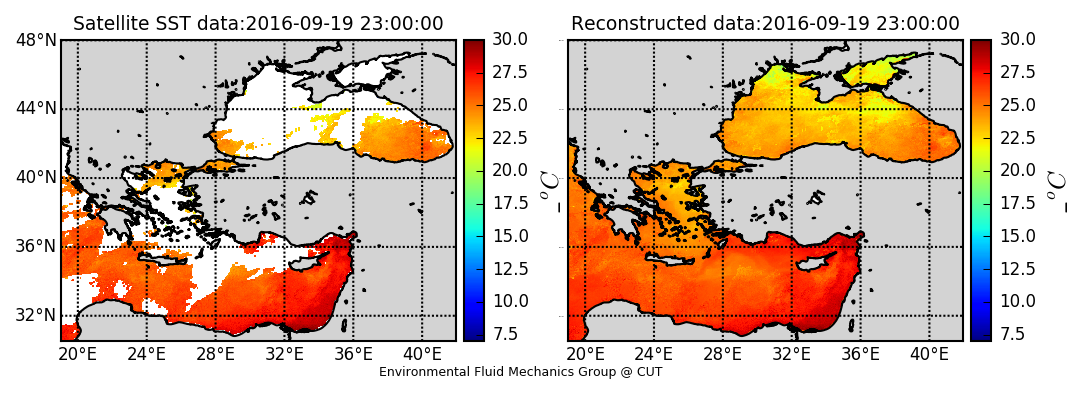 Satellite SST data:2016-09-19 23:00:00
Reconstructed data:2016-09-19 23:00:00
48°N
44°N
40°N
36°N
32°N
20°E 24°E 28°E 32°E 36°E 40°E
30.0
27.5
25.0
22.5
20.0
17.5
15.0
12.5
10.0
7.5
_ °C
20°E 24°E 28°E 32°E 36°E 40°E
30.0
27.5
25.0
22.5
20.0
17.5
15.0
12.5
10.0
7.5
_ °C
Environmental Fluid Mechanics Group @ CUT